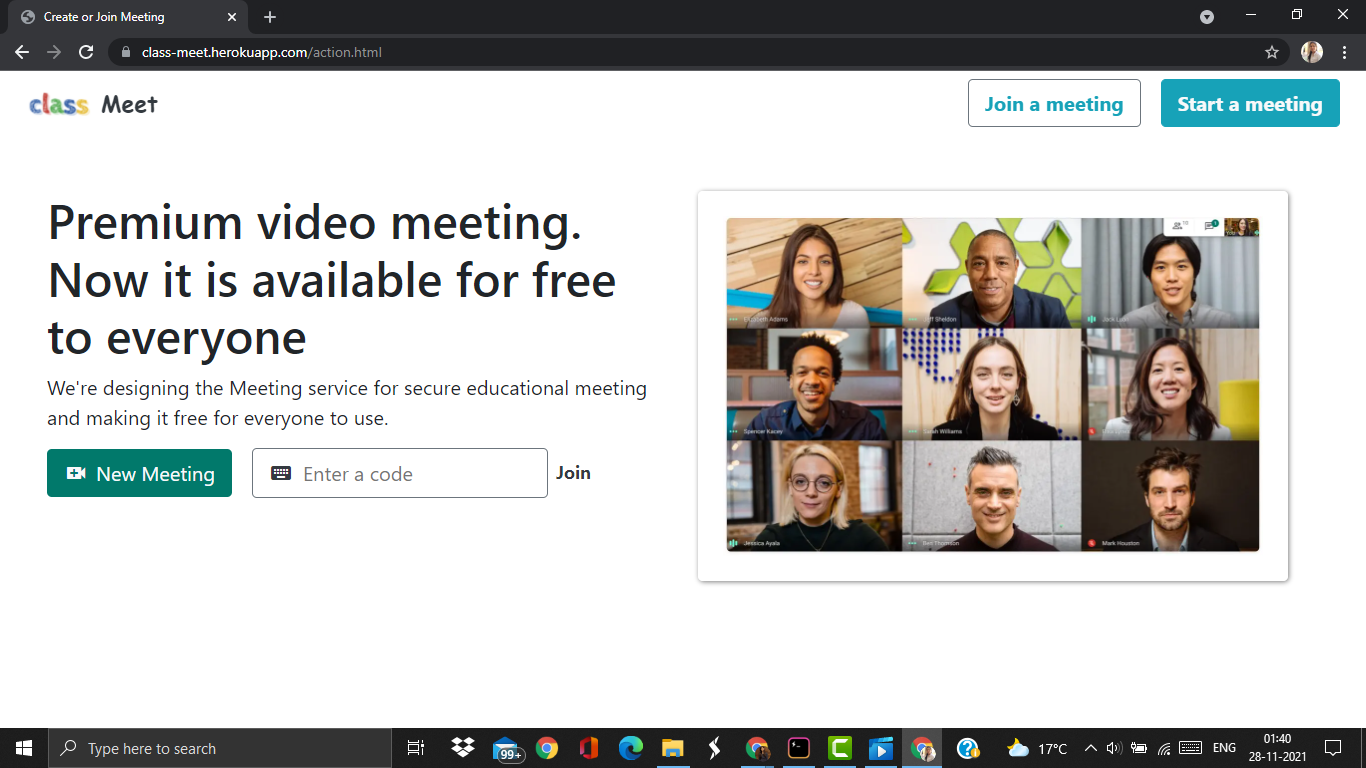 Create or Join Meeting
class-meet.herokuapp.com/action.html
class Meet
Join a meeting
Start a meeting
Premium video meeting.
Now it is available for free
to everyone
We're designing the Meeting service for secure educational meeting
and making it free for everyone to use.
New Meeting
Enter a code
Join
Elizabeth Adams
Sheldon
Jack
Spencer Kacey
Sarah Williams
Jessica Ayala
Ben Thomson
Mark Houston
Type here to search
99+
17°C
ENG
01:40
28-11-2021